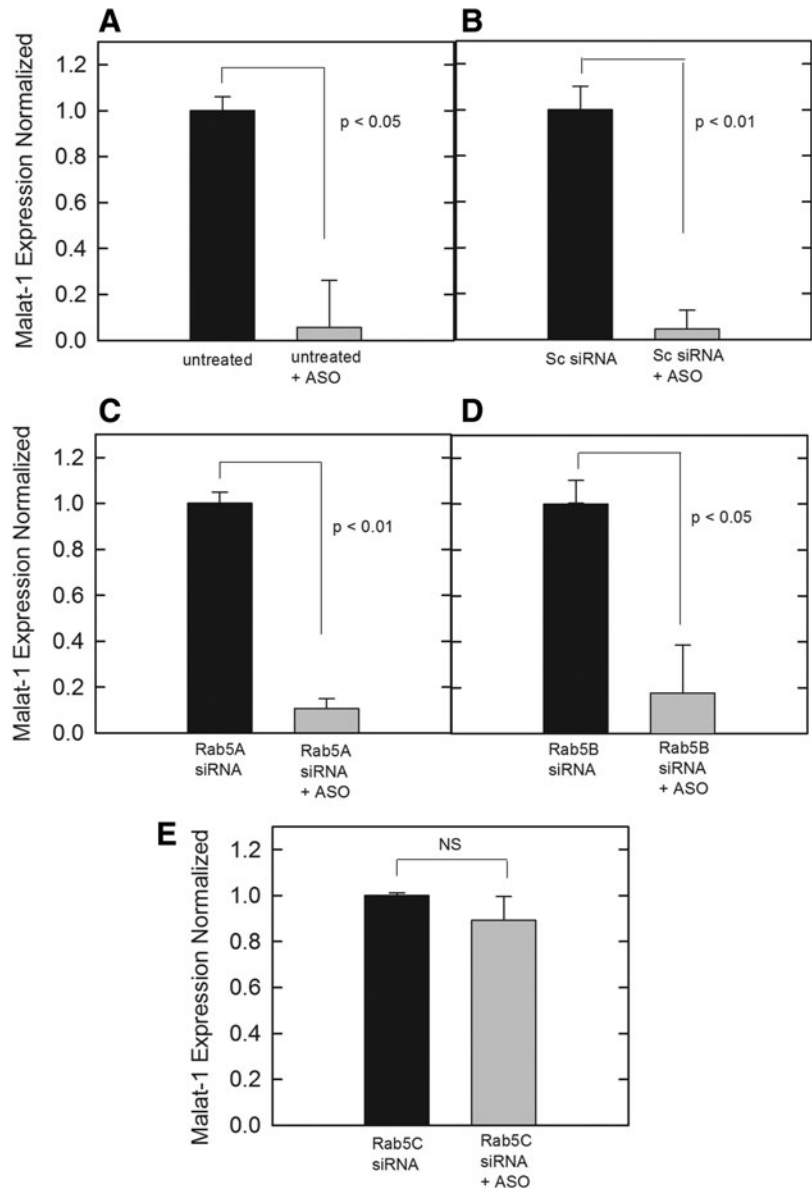 A
B
Malat-1 Expression Normalized
1.2
1.0
0.8
0.6
0.4
0.2
0.0
p < 0.05
p < 0.01
untreated
untreated
+ ASO
Sc siRNA
Sc siRNA
+ ASO
C
D
Malat-1 Expression Normalized
1.2
1.0
0.8
0.6
0.4
0.2
0.0
p < 0.01
p < 0.05
Rab5A
siRNA
Rab5A
siRNA
+ ASO
Rab5B
siRNA
Rab5B
siRNA
+ ASO
E
Malat-1 Expression Normalized
1.2
1.0
0.8
0.6
0.4
0.2
0.0
NS
Rab5C
siRNA
Rab5C
siRNA
+ ASO